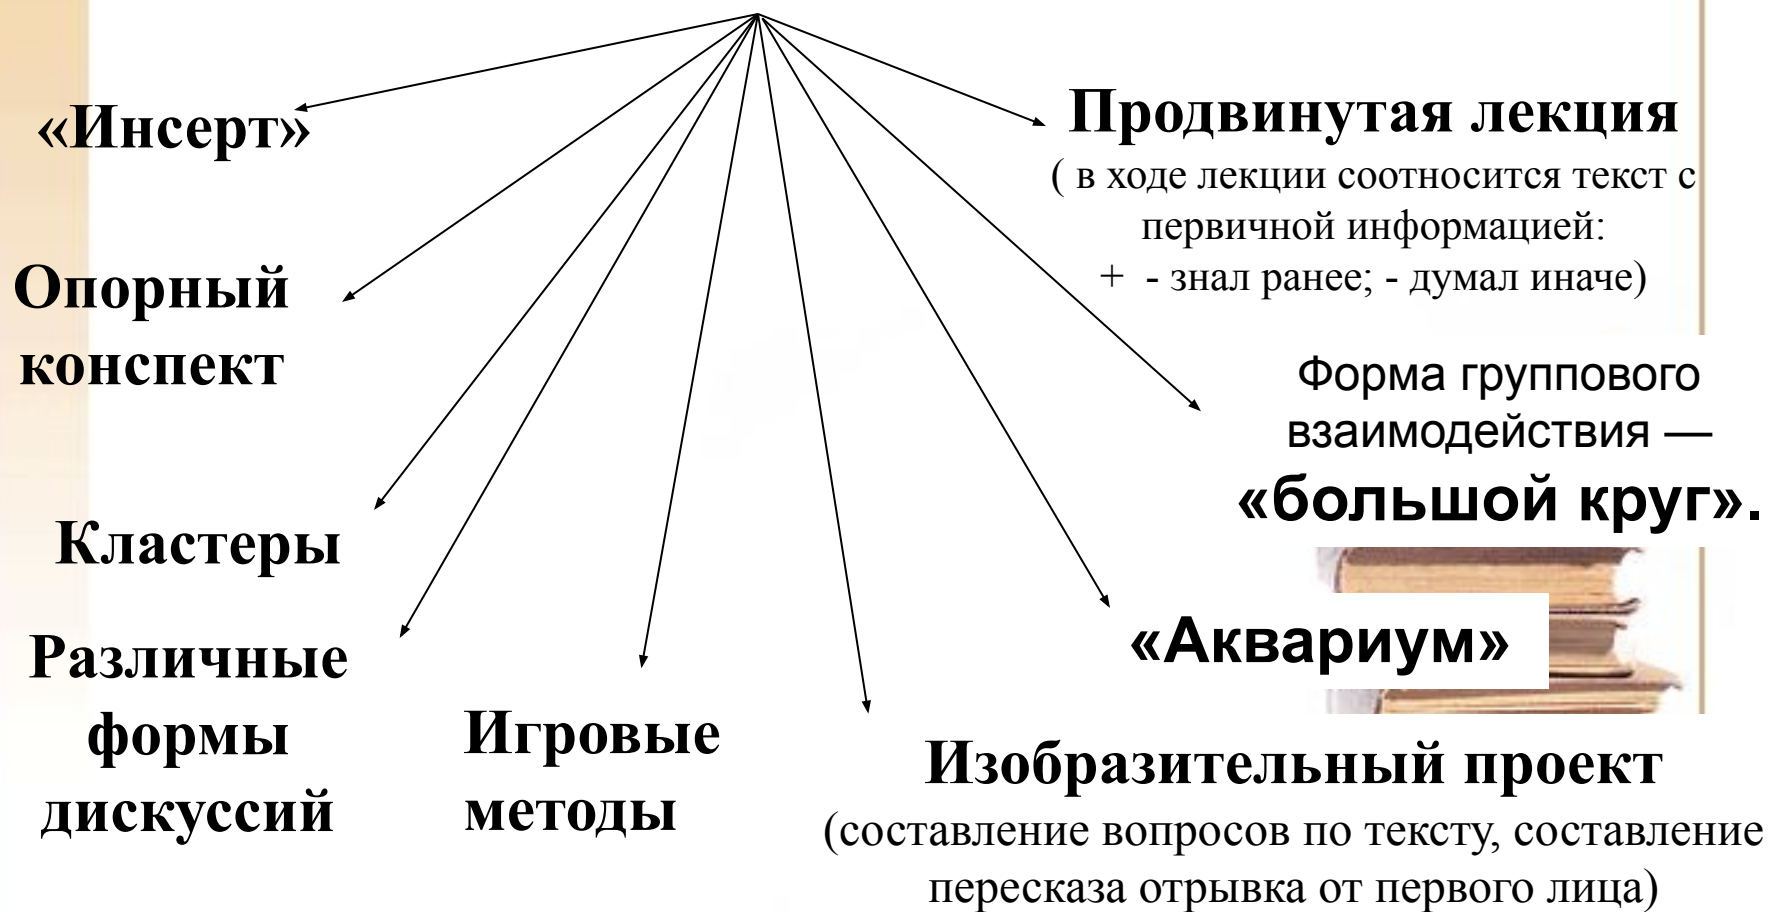 «Инсерт»
Опорный
конспект
Кластеры
Различные
формы
дискуссий
Игровые
методы
Изобразительный проект
(составление вопросов по тексту, составление
пересказа отрывка от первого лица)
«Аквариум»
Форма группового
взаимодействия —
«большой круг».
Продвинутая лекция
( в ходе лекции соотносится текст с
первичной информацией:
+ - знал ранее; - думал иначе)